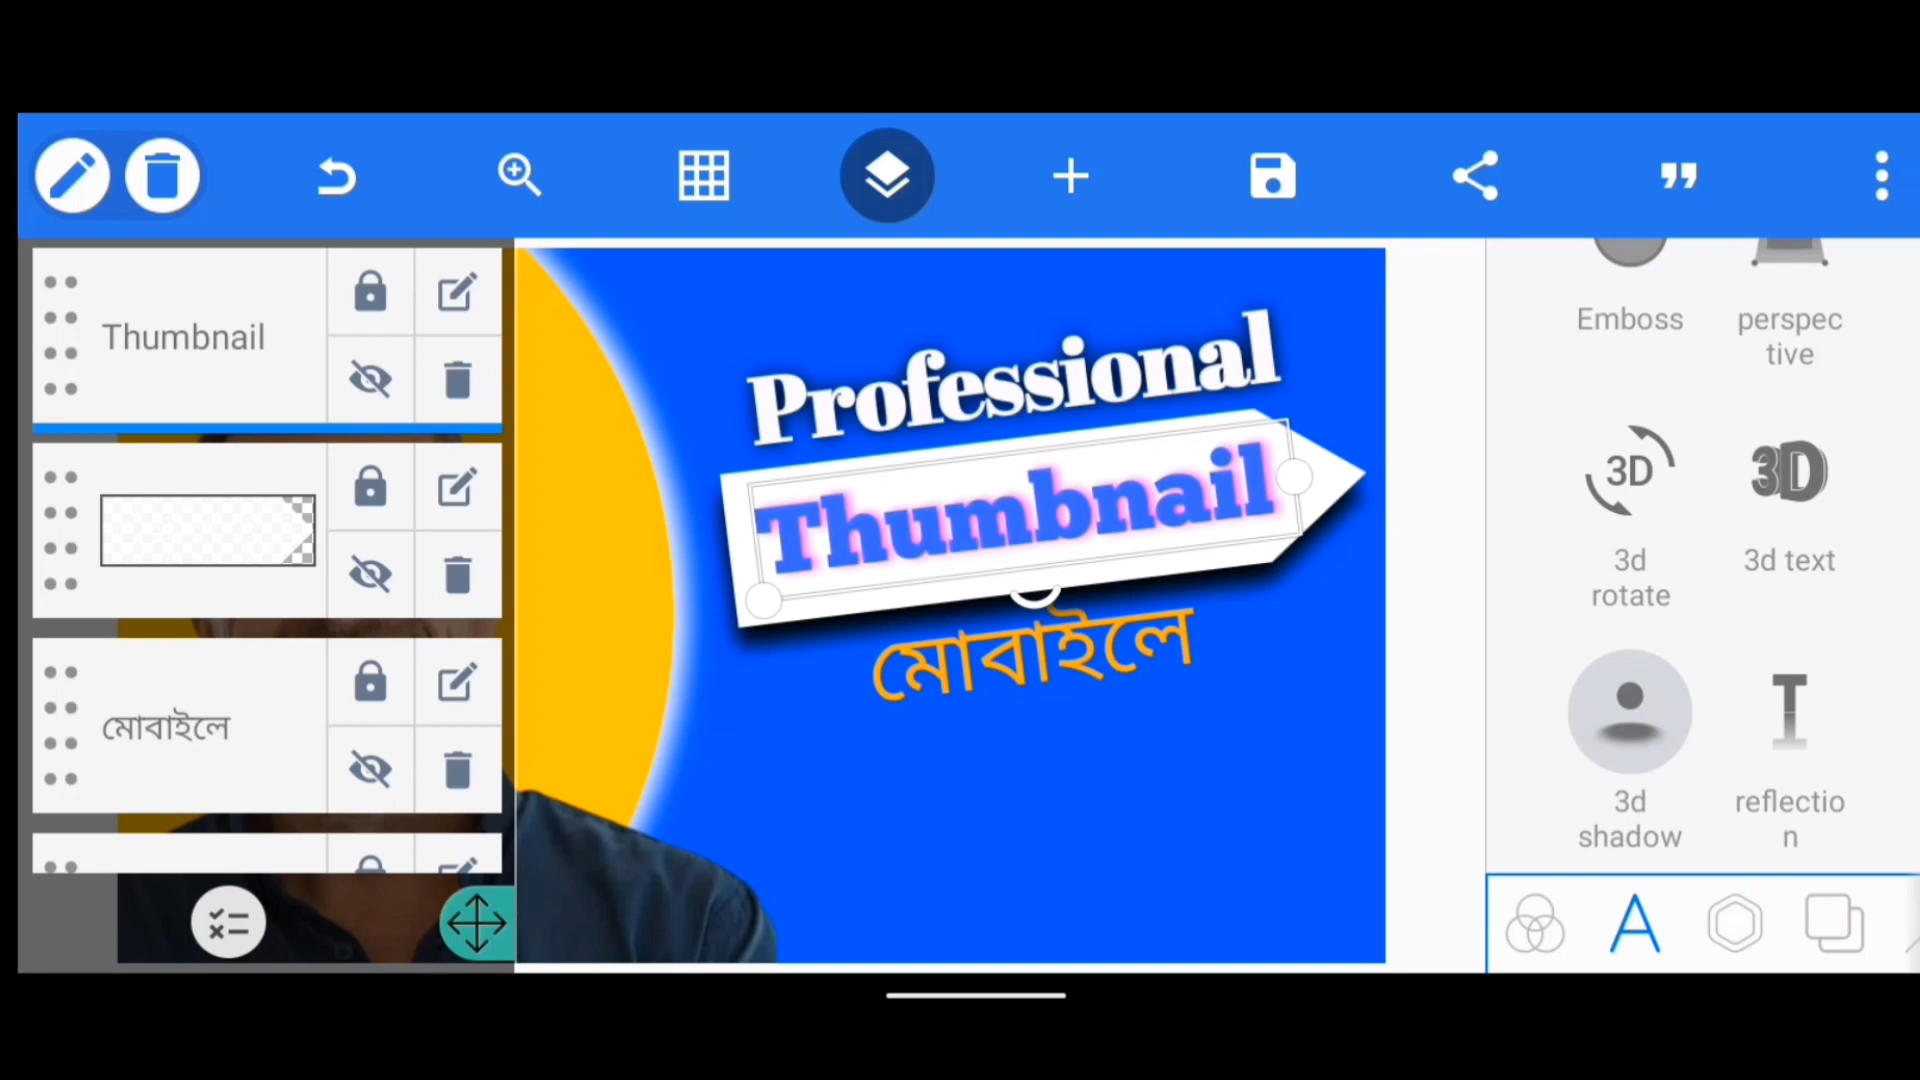 Thumbnail
মোবাইলে
Professional
Thumbnail
মোবাইলে
Emboss
perspec
tive
3D
3d
rotate
3D
3d text
3d
shadow
T
reflectio
n
A